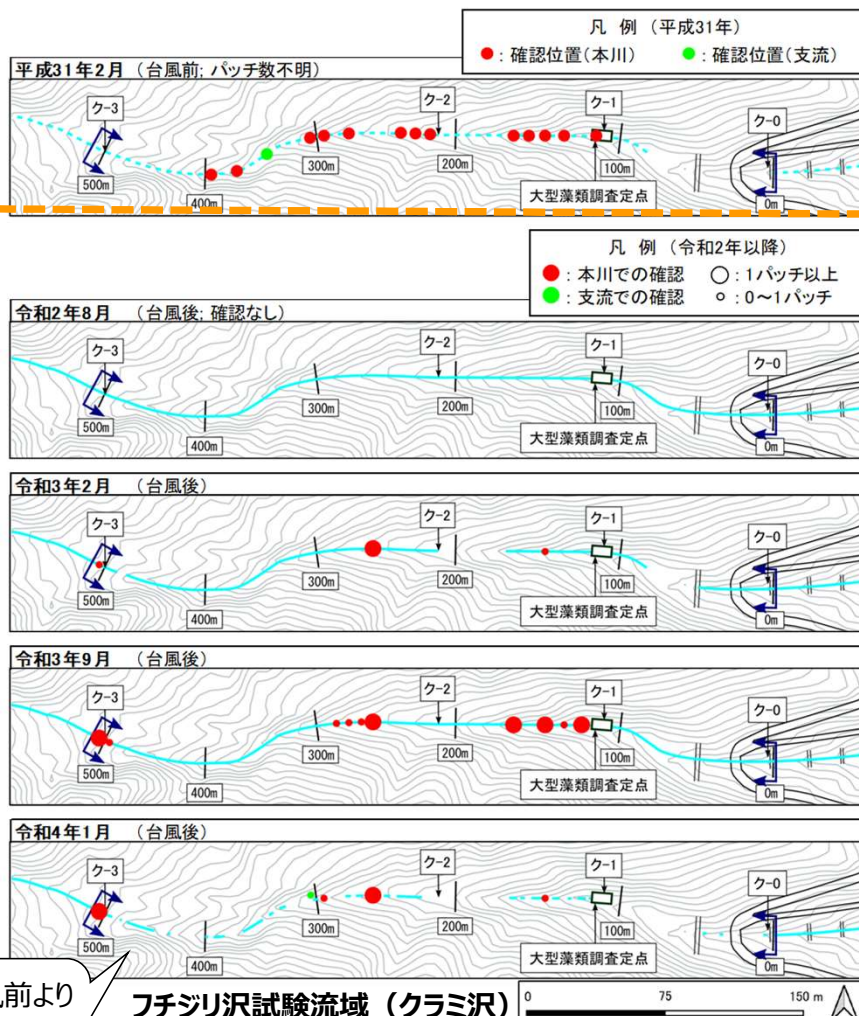 凡 例 (平成31年)
●: 確認位置(本川) ●: 確認位置(支流)
平成31年2月 (台風前; パッチ数不明)
ク-3
ク-2
ク-1
ク-0
500m
400m
300m
200m
100m
0m
大型藻類調査定点
凡 例 (令和2年以降)
●: 本川での確認 ○: 1パッチ以上
●: 支流での確認 ○: 0~1パッチ
令和2年8月 (台風後; 確認なし)
ク-3
ク-2
ク-1
ク-0
500m
400m
300m
200m
100m
0m
大型藻類調査定点
令和3年2月 (台風後)
ク-3
ク-2
ク-1
ク-0
500m
400m
300m
200m
100m
0m
大型藻類調査定点
令和3年9月 (台風後)
ク-3
ク-2
ク-1
ク-0
500m
400m
300m
200m
100m
0m
大型藻類調査定点
令和4年1月 (台風後)
ク-3
ク-2
ク-1
ク-0
500m
400m
300m
200m
100m
0m
大型藻類調査定点
前より
フチジリ沢試験流域 (クラミ沢)
0 75 150 m